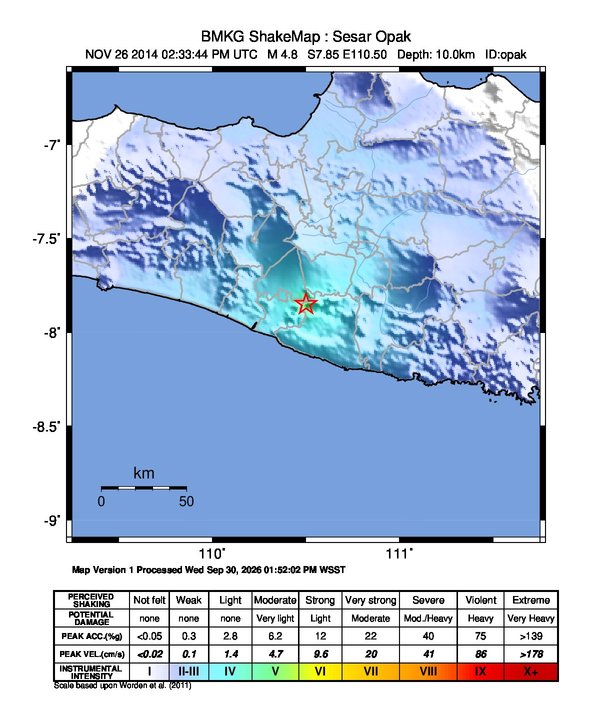 BMKG ShakeMap : Sesar Opak
NOV 26 2014 02:33:44 PM UTC M 4.8 S7.85 E110.50 Depth: 10.0km ID:opak
-7˚
-7.5˚
-8˚
-8.5˚
-9˚
km
0 50
110˚ 111˚
Map Version 1 Processed Wed Sep 30, 2026 01:52:02 PM WSST
PERCEIVED SHAKING Not felt Weak Light Moderate Strong Very strong Severe Violent Extreme
POTENTIAL DAMAGE none none none Very light Light Moderate Mod./Heavy Heavy Very Heavy
PEAK ACC.(%g) <0.05 0.3 2.8 6.2 12 22 40 75 >139
PEAK VEL.(cm/s) <0.02 0.1 1.4 4.7 9.6 20 41 86 >178
INSTRUMENTAL INTENSITY I II-III IV V VI VII VIII IX X+
Scale based upon Worden et al. (2011)